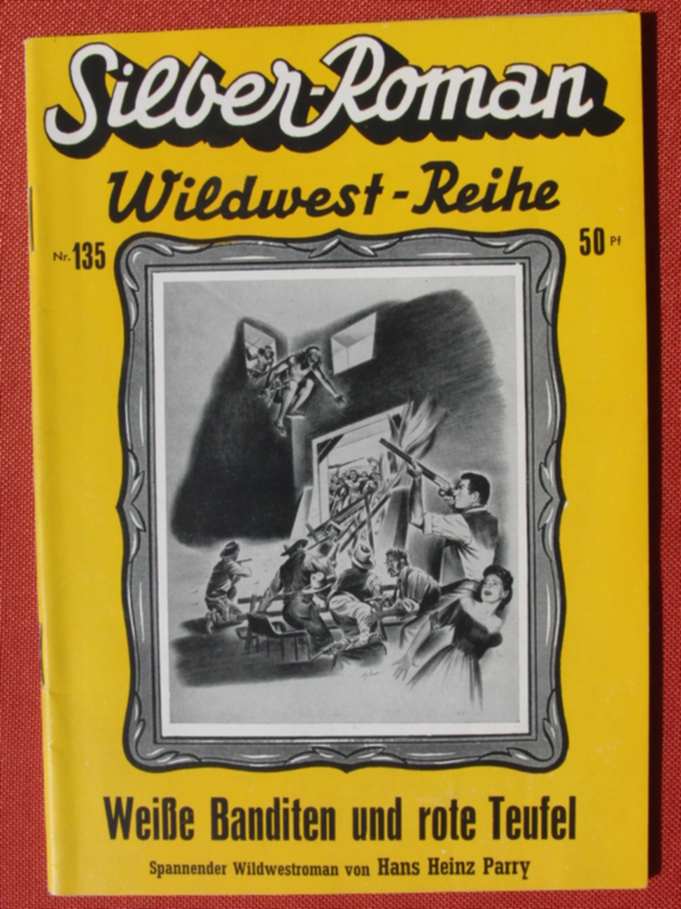 Silber-Roman
Wildwest-Reihe
Nr. 135
50 Pf
Weiße Banditen und rote Teufel
Spannender Wildwestroman von Hans Heinz Parry